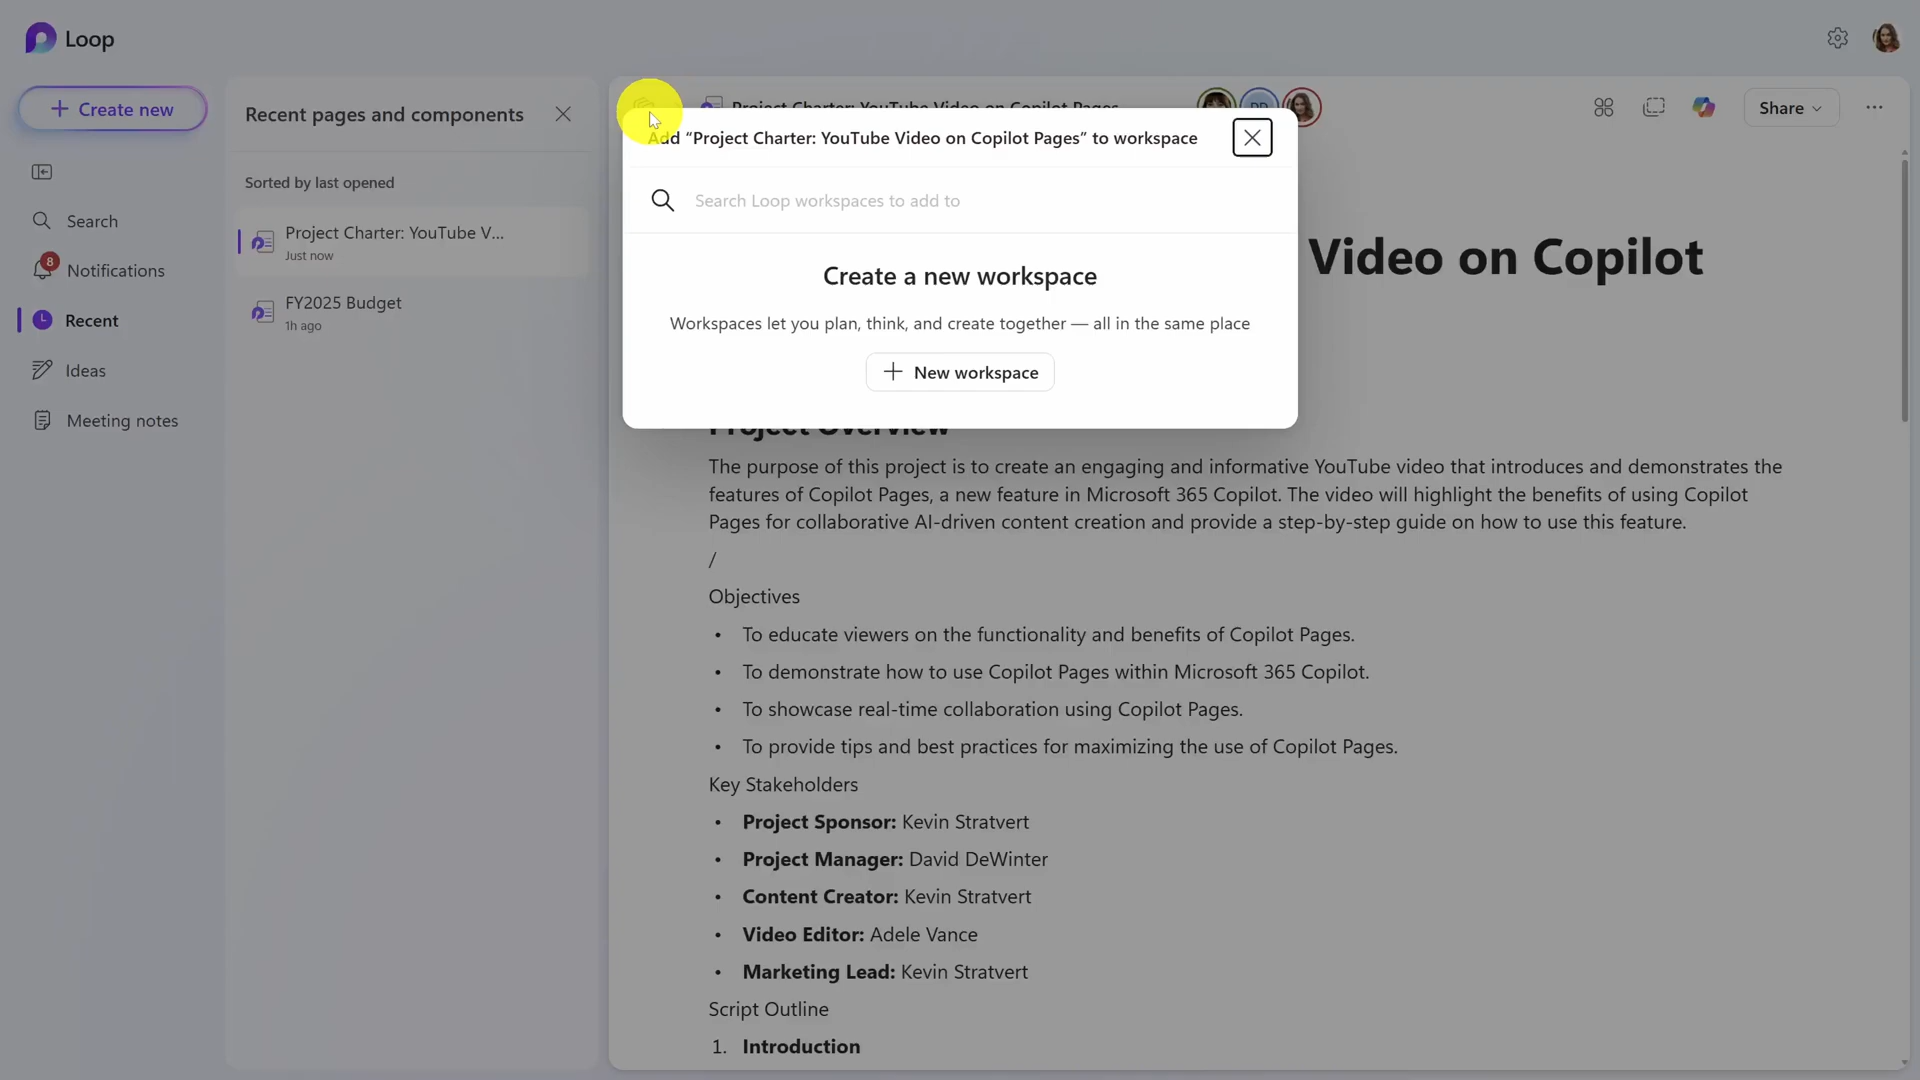 Loop
Create new
Search
8
Notifications
Recent
Ideas
Meeting notes
Recent pages and components
Sorted by last opened
Project Charter: YouTube V...
Just now
FY2025 Budget
1h ago
Project Charter: YouTube Video on Copilot Pages
DD
Share
Add “Project Charter: YouTube Video on Copilot Pages” to workspace
Search Loop workspaces to add to
Create a new workspace
Workspaces let you plan, think, and create together — all in the same place
New workspace
Video on Copilot
Project Overview
The purpose of this project is to create an engaging and informative YouTube video that introduces and demonstrates the
features of Copilot Pages, a new feature in Microsoft 365 Copilot. The video will highlight the benefits of using Copilot
Pages for collaborative AI-driven content creation and provide a step-by-step guide on how to use this feature.
/
Objectives
• To educate viewers on the functionality and benefits of Copilot Pages.
• To demonstrate how to use Copilot Pages within Microsoft 365 Copilot.
• To showcase real-time collaboration using Copilot Pages.
• To provide tips and best practices for maximizing the use of Copilot Pages.
Key Stakeholders
• Project Sponsor: Kevin Stratvert
• Project Manager: David DeWinter
• Content Creator: Kevin Stratvert
• Video Editor: Adele Vance
• Marketing Lead: Kevin Stratvert
Script Outline
1. Introduction